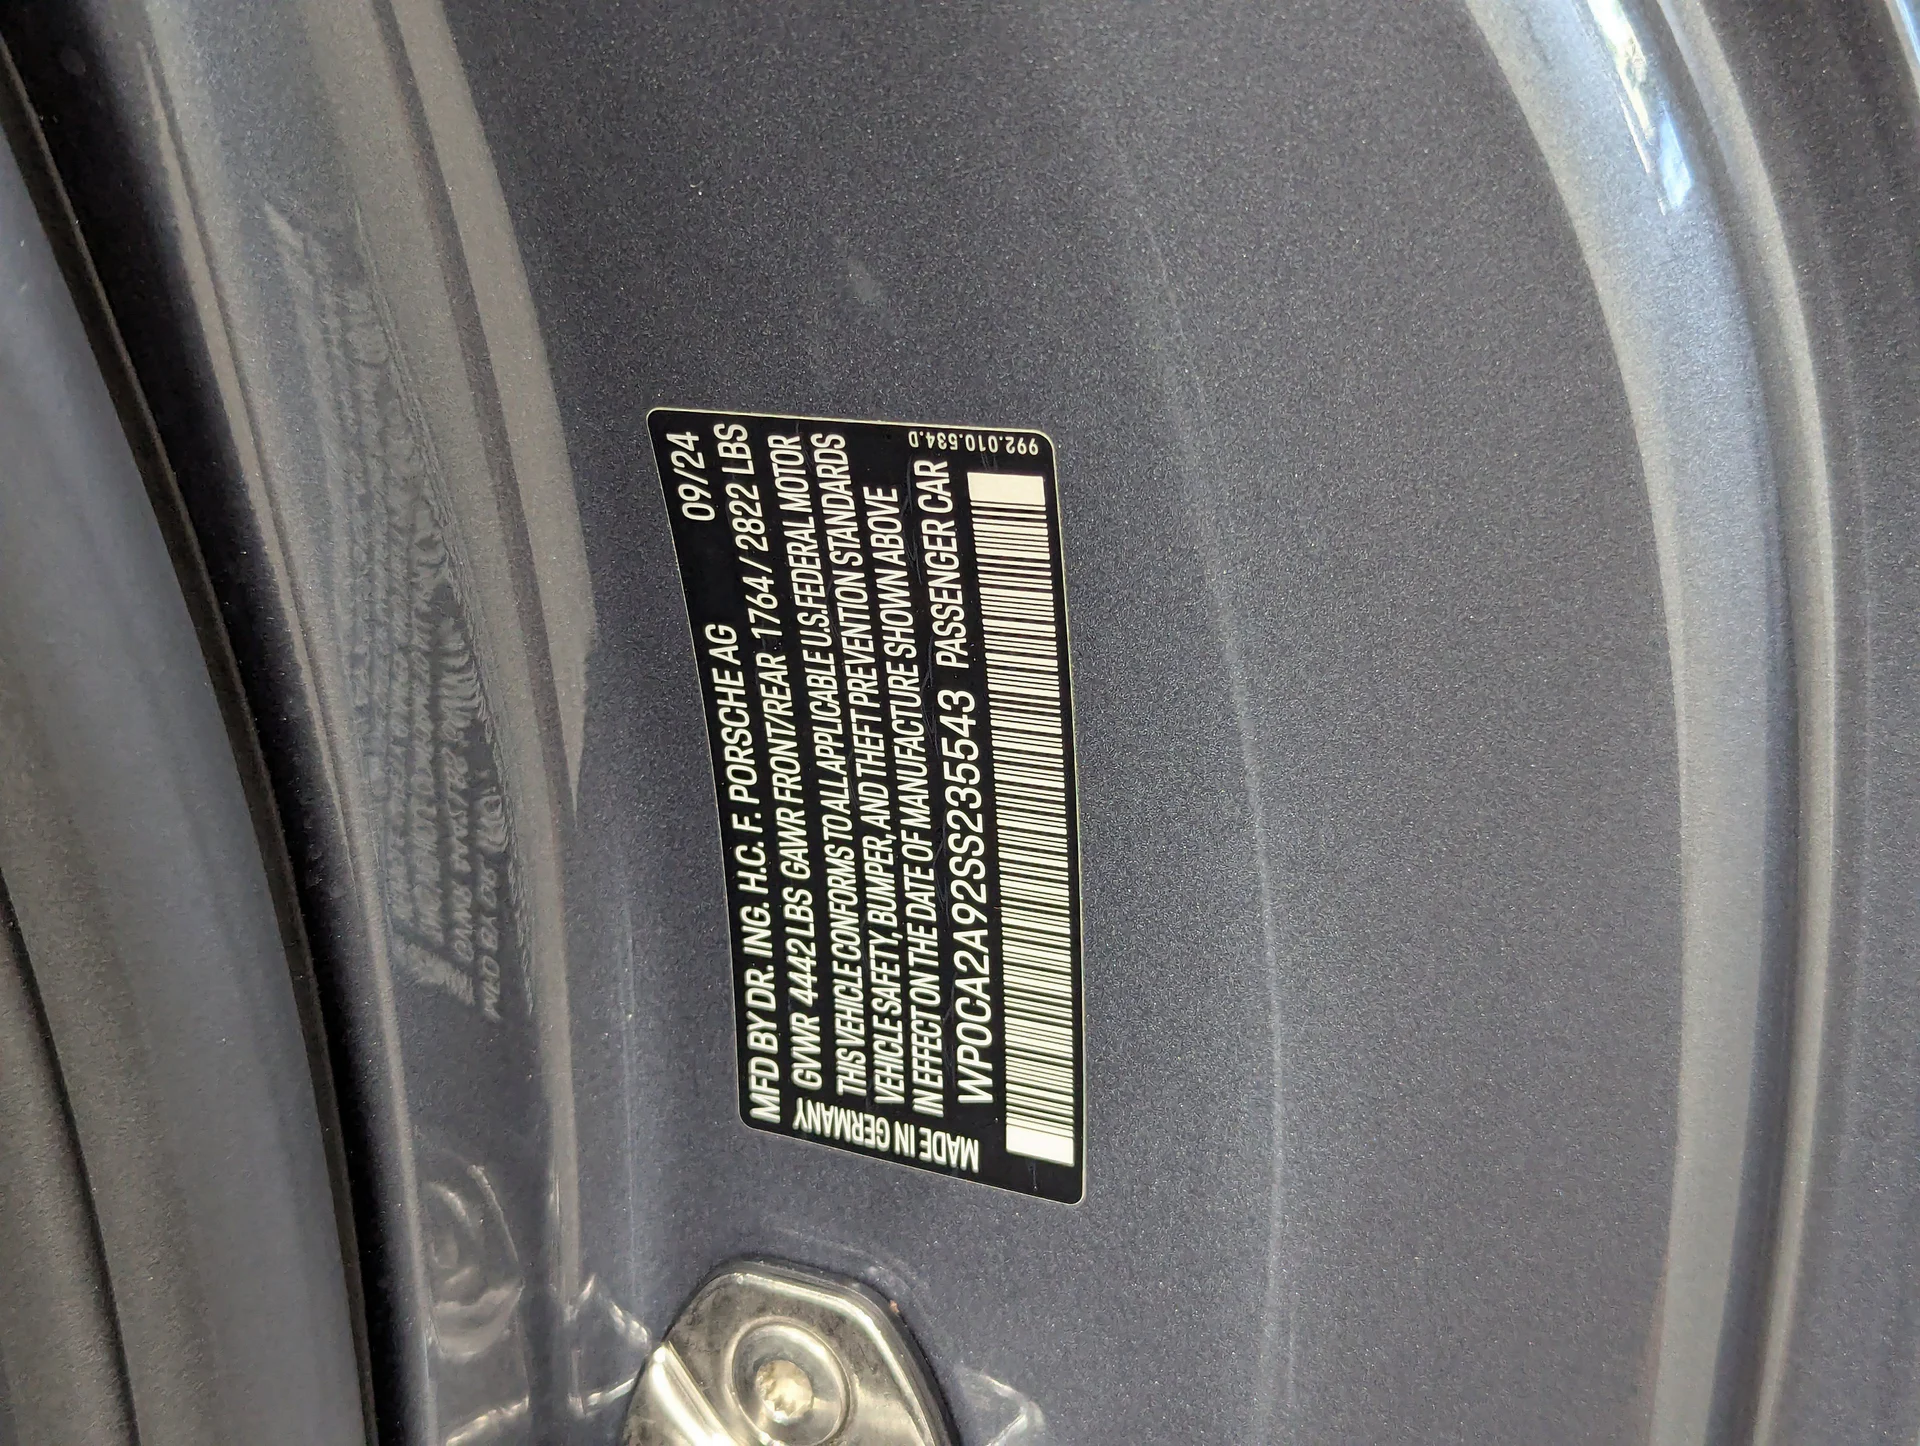 MFD BY DR. ING. H.C. F. PORSCHE AG 09/24
GVWR 4442 LBS GAWR FRONT/REAR 1764 / 2822 LBS
THIS VEHICLE CONFORMS TO ALL APPLICABLE U.S. FEDERAL MOTOR
VEHICLE SAFETY, BUMPER, AND THEFT PREVENTION STANDARDS
IN EFFECT ON THE DATE OF MANUFACTURE SHOWN ABOVE
WP0CA2A92SS235543 PASSENGER CAR
MADE IN GERMANY
992.010.534.D